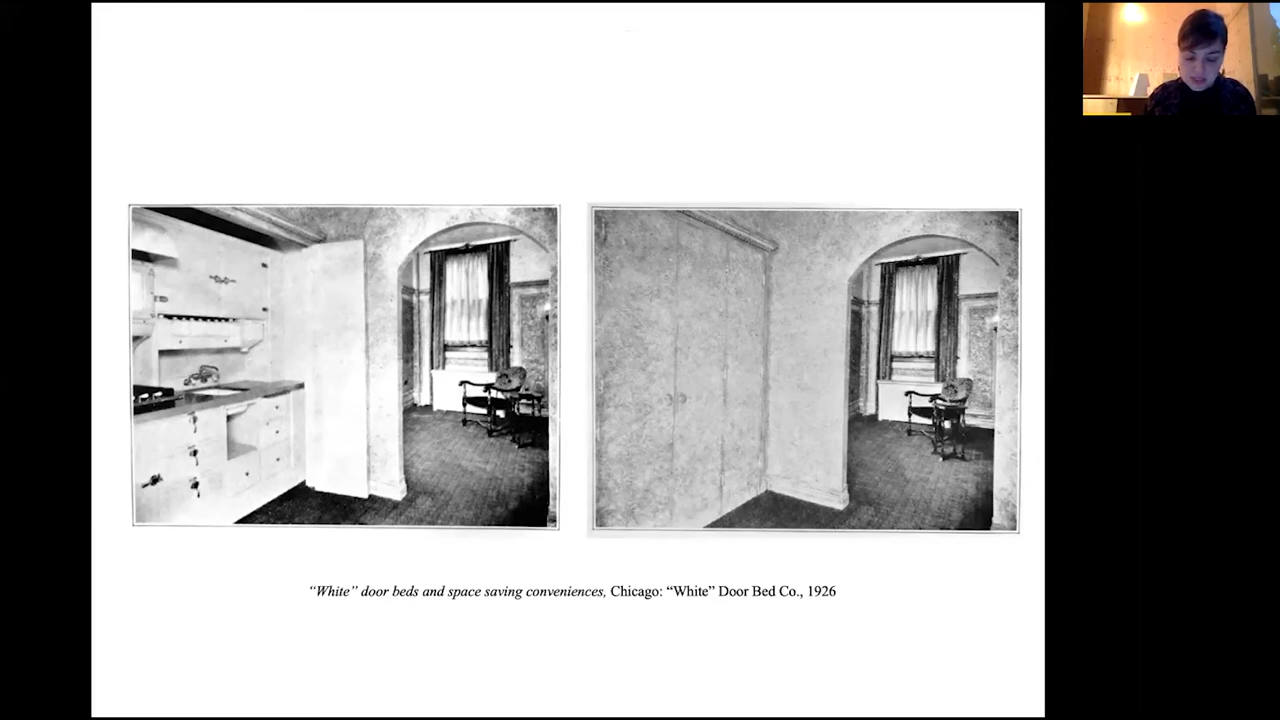 “White” door beds and space saving conveniences, Chicago: “White” Door Bed Co., 1926